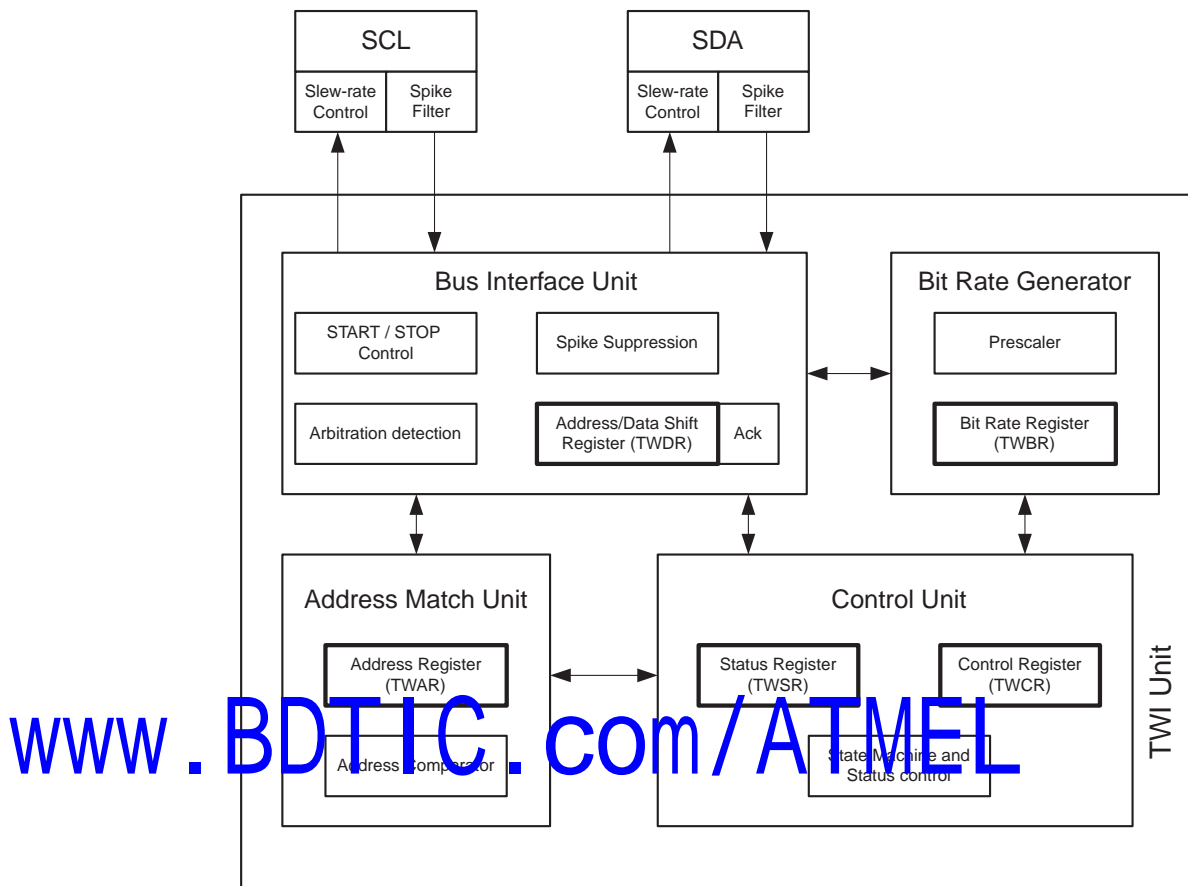 SCL
Slew-rate
Control
Spike
Filter
SDA
Slew-rate
Control
Spike
Filter
Bus Interface Unit
START / STOP
Control
Spike Suppression
Arbitration detection
Address/Data Shift
Register (TWDR)
Ack
Bit Rate Generator
Prescaler
Bit Rate Register
(TWBR)
Address Match Unit
Address Register
(TWAR)
Address Comparator
Control Unit
Status Register
(TWSR)
Control Register
(TWCR)
State Machine and
Status control
TWI Unit
www.BDTIC.com/ATMEL